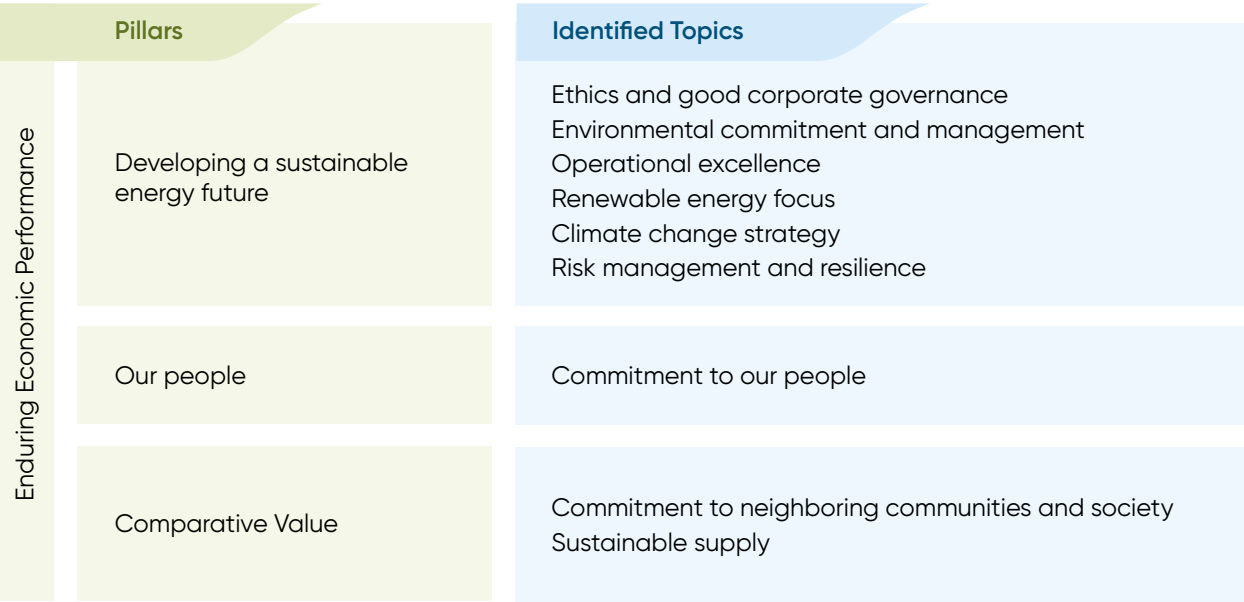 Pillars
Identified Topics
Enduring Economic Performance
Developing a sustainable
energy future
Ethics and good corporate governance
Environmental commitment and management
Operational excellence
Renewable energy focus
Climate change strategy
Risk management and resilience
Our people
Commitment to our people
Comparative Value
Commitment to neighboring communities and society
Sustainable supply